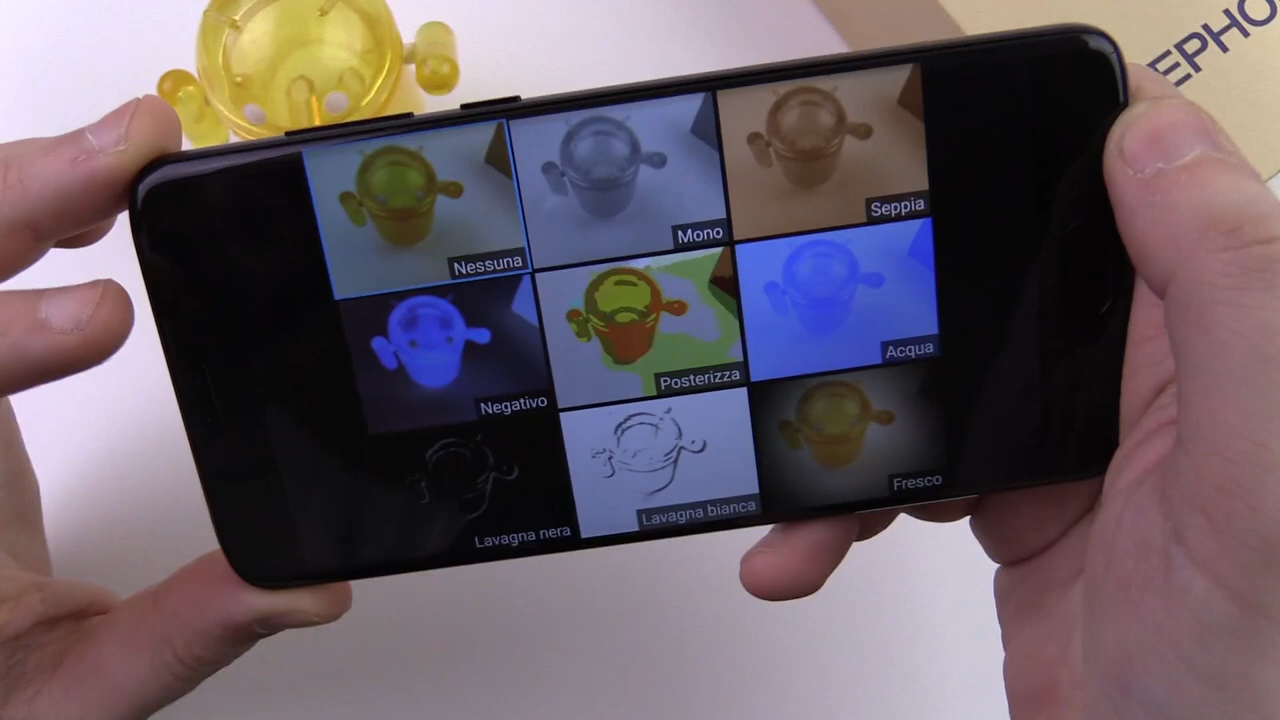 EPHO
Nessuna
Mono
Seppia
Negativo
Posterizza
Acqua
Lavagna nera
Lavagna bianca
Fresco